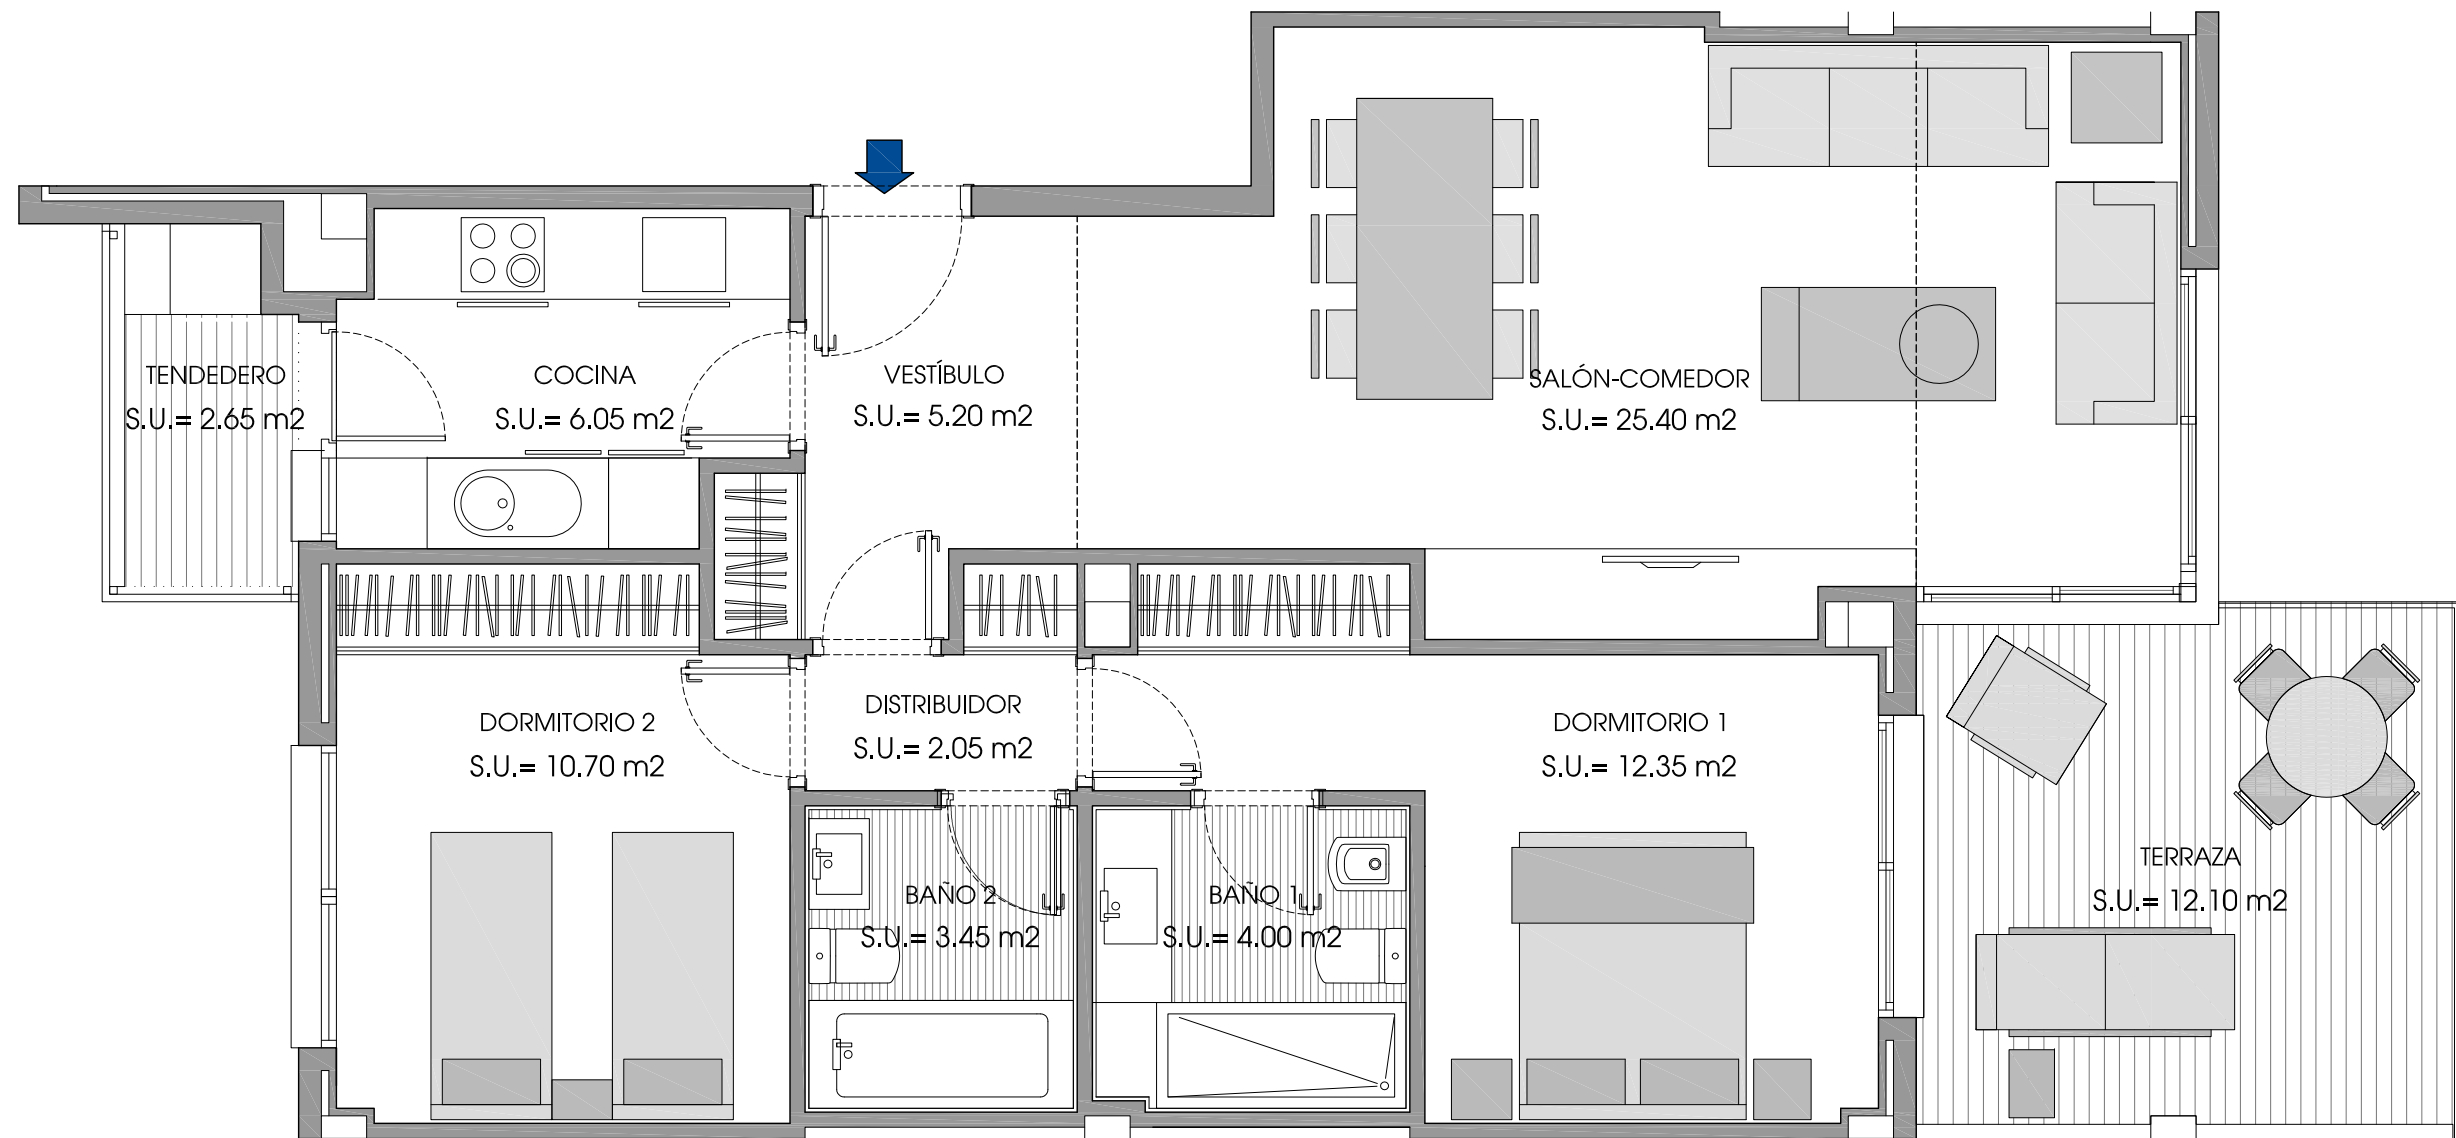 TENDEDERO
S.U.= 2.65 m2
COCINA
S.U.= 6.05 m2
VESTÍBULO
S.U.= 5.20 m2
SALÓN-COMEDOR
S.U.= 25.40 m2
DORMITORIO 2
S.U.= 10.70 m2
DISTRIBUIDOR
S.U.= 2.05 m2
DORMITORIO 1
S.U.= 12.35 m2
BAÑO 2
S.U.= 3.45 m2
BAÑO 1
S.U.= 4.00 m2
TERRAZA
S.U.= 12.10 m2